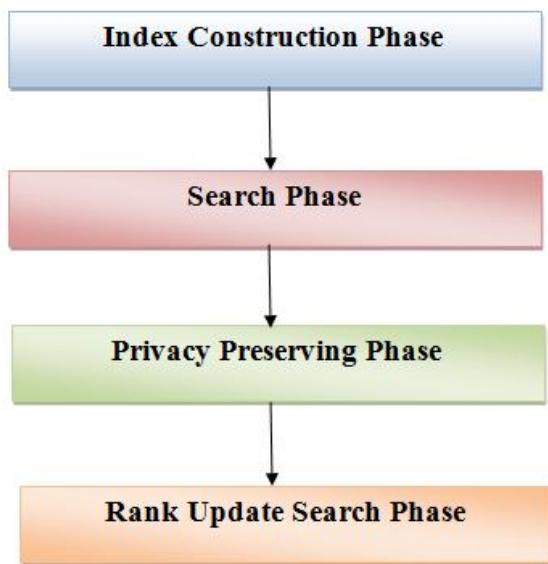 Index Construction Phase
Search Phase
Privacy Preserving Phase
Rank Update Search Phase